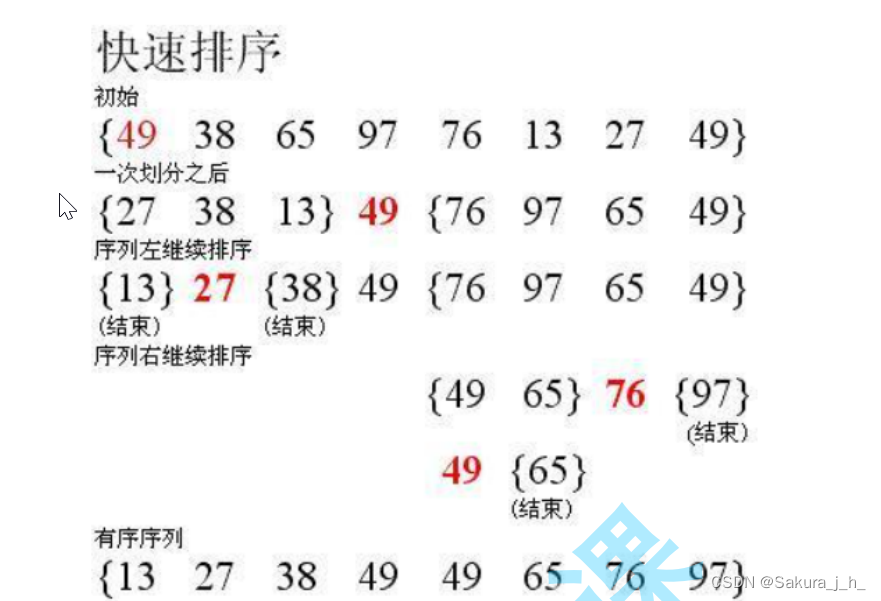 快速排序
初始
{49 38 65 97 76 13 27 49}
一次划分之后
{27 38 13} 49 {76 97 65 49}
序列左继续排序
{13} 27 {38} 49 {76 97 65 49}
(结束) (结束)
序列右继续排序
{49 65} 76 {97}
(结束)
49 {65}
(结束)
有序序列
{13 27 38 49 49 65 76 97}
CSDN @Sakura_j_h_